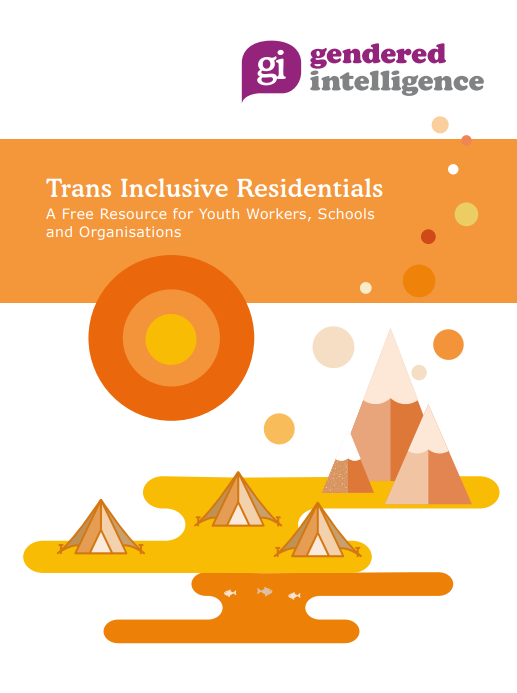 gi
gendered
intelligence
Trans Inclusive Residentials
A Free Resource for Youth Workers, Schools
and Organisations